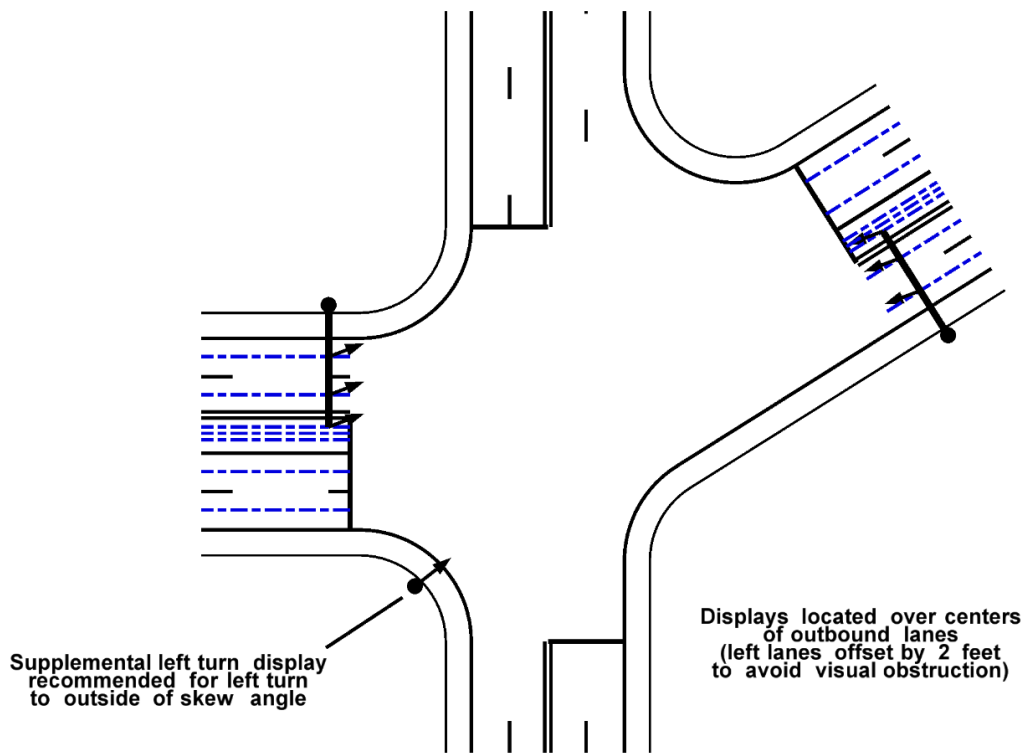 Supplemental left turn display
recommended for left turn
to outside of skew angle
Displays located over centers
of outbound lanes
(left lanes offset by 2 feet
to avoid visual obstruction)